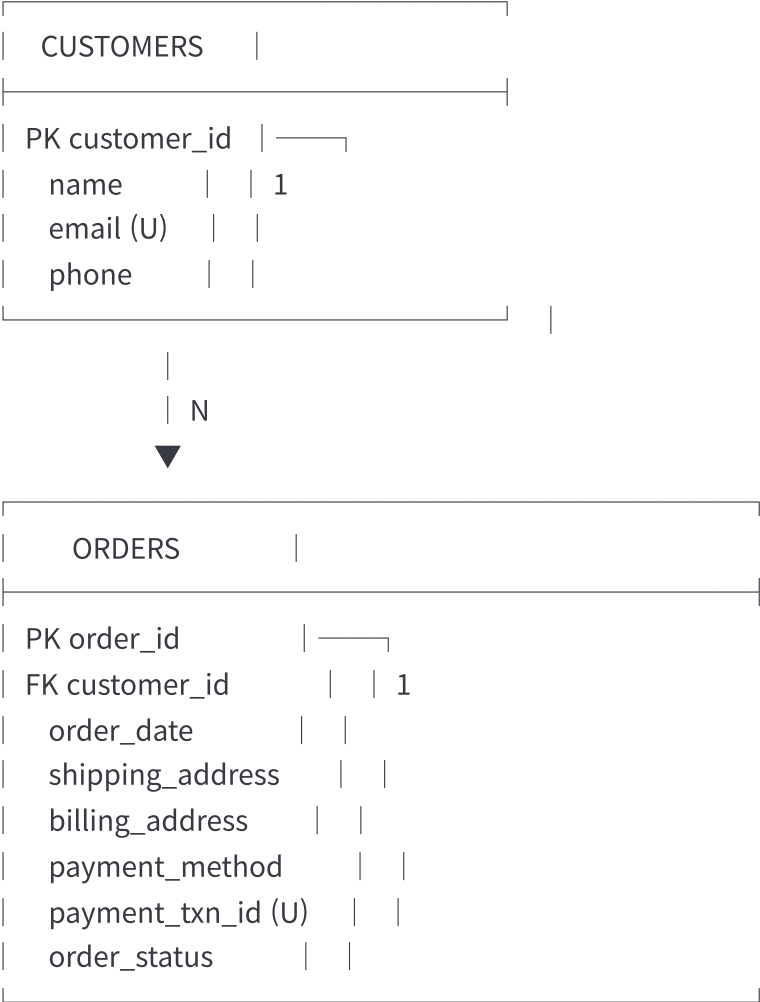 CUSTOMERS
PK customer_id
name 1
email (U)
phone
N
ORDERS
PK order_id
FK customer_id 1
order_date
shipping_address
billing_address
payment_method
payment_txn_id (U)
order_status